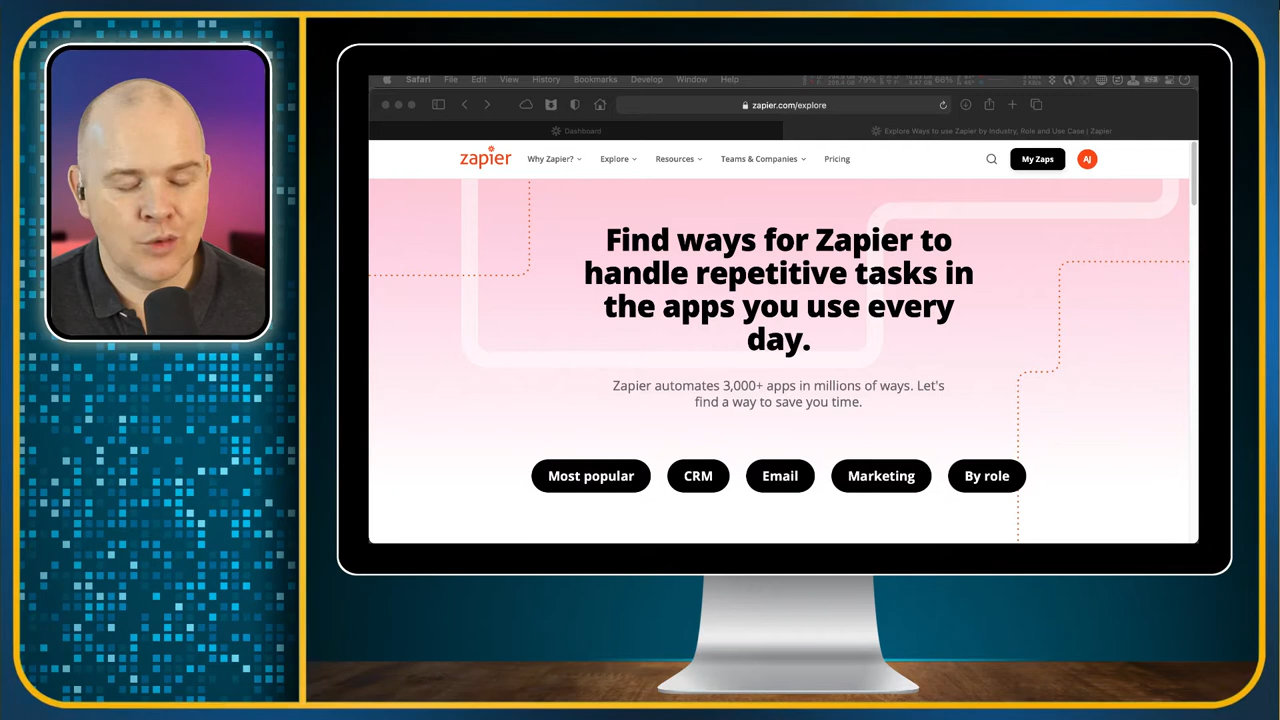 Safari File Edit View History Bookmarks Develop Window Help
79% 66%
zapier.com/explore
Dashboard
Explore Ways to use Zapier by Industry, Role and Use Case | Zapier
zapier Why Zapier? Explore Resources Teams & Companies Pricing My Zaps AJ
Find ways for Zapier to
handle repetitive tasks in
the apps you use every
day.
Zapier automates 3,000+ apps in millions of ways. Let's
find a way to save you time.
Most popular CRM Email Marketing By role